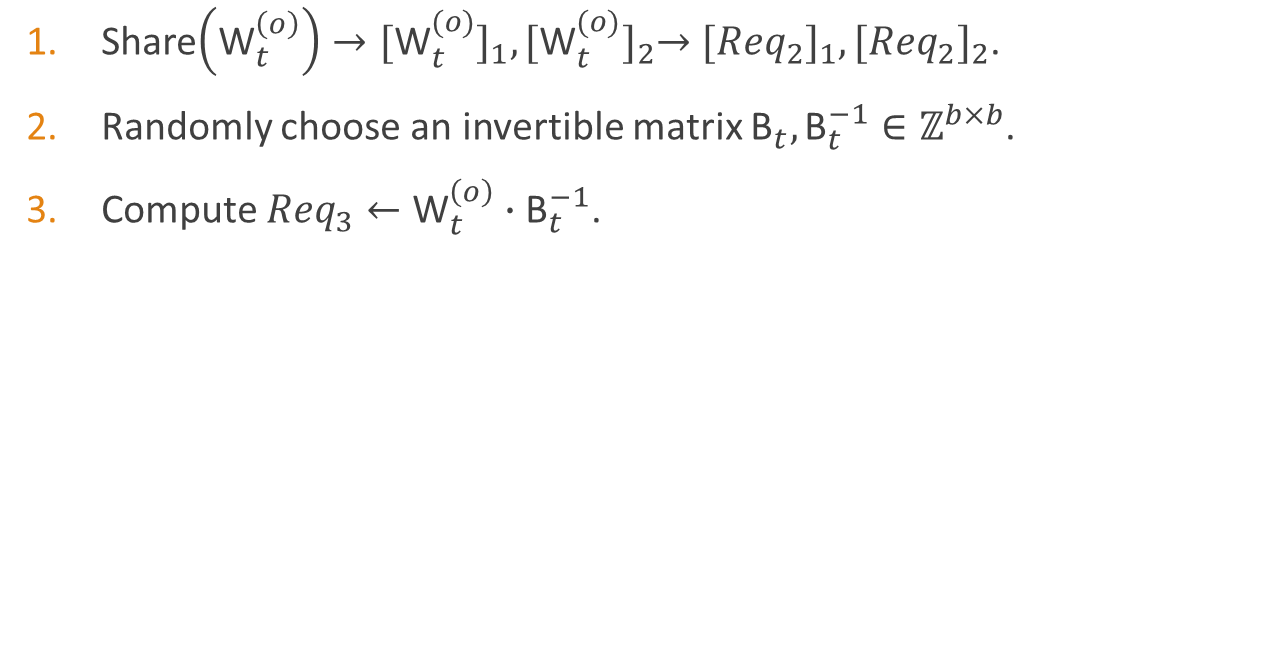 1. Share(W_t^{(o)}) → [W_t^{(o)}]_1, [W_t^{(o)}]_2 → [Req_2]_1, [Req_2]_2.
2. Randomly choose an invertible matrix B_t, B_t^{-1} ∈ ℤ^{b×b}.
3. Compute Req_3 ← W_t^{(o)} · B_t^{-1}.